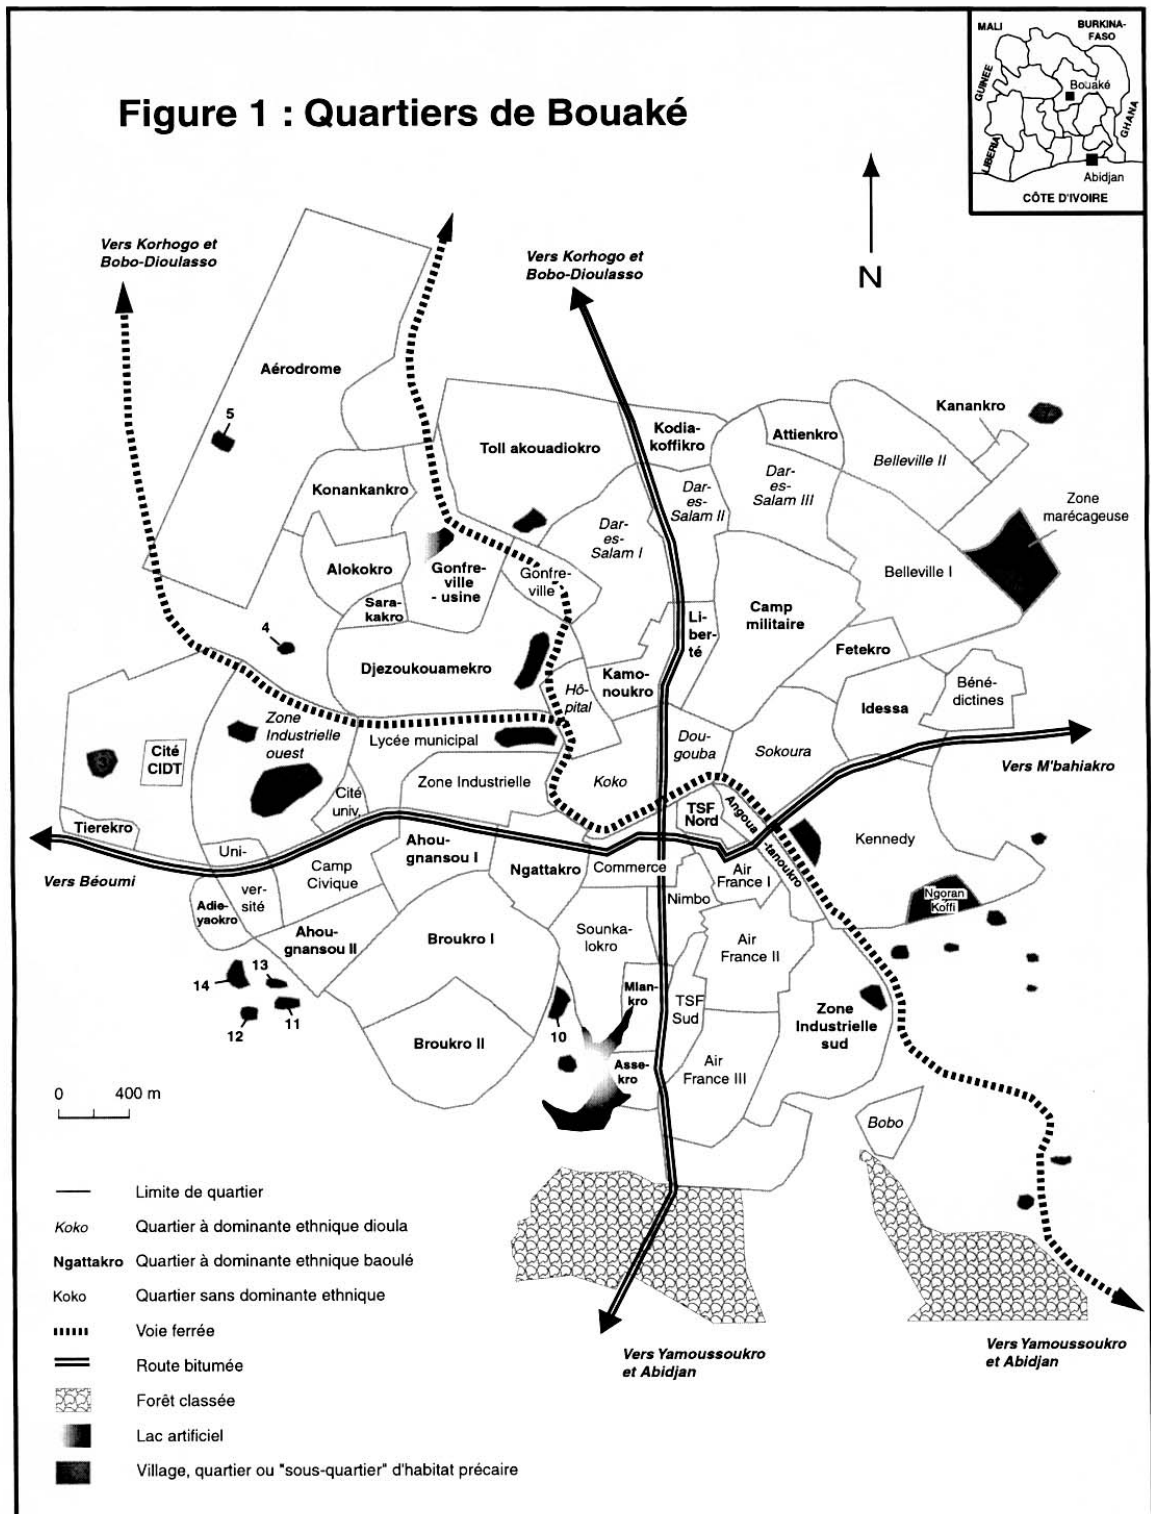 Figure 1 : Quartiers de Bouaké
MALI
BURKINA-
FASO
GUINEE
Bouaké
GHANA
LIBERIA
Abidjan
CÔTE D'IVOIRE
N
Vers Korhogo et
Bobo-Dioulasso
Vers Korhogo et
Bobo-Dioulasso
Aérodrome
5
Toll akouadiokro
Kodia-
koffikro
Attienkro
Kanankro
Belleville II
Konankankro
Dar-
es-
Salam I
Dar-
es-
Salam II
Dar-
es-
Salam III
Zone
marécageuse
Alokokro
Gonfre-
ville
- usine
Gonfre-
ville
Belleville I
Sara-
kakro
4
Li-
ber-
té
Camp
militaire
Fetekro
Djezoukouamekro
Hô-
pital
Kamo-
noukro
Idessa
Béné-
dictines
Zone
Industrielle
ouest
Lycée municipal
Dou-
gouba
Sokoura
Cité
CIDT
3
Zone Industrielle
Koko
Vers M'bahiakro
Cité
univ.
TSF
Nord
Angoua
-tanoukro
Tierekro
Kennedy
Uni-
ver-
sité
Camp
Civique
Ahou-
gnansou I
Ngattakro
Commerce
Air
France I
Vers Béoumi
Adie-
yaokro
Nimbo
Ngoran
Koffi
Ahou-
gnansou II
Broukro I
Sounka-
lokro
Air
France II
14
13
12
11
10
Mlan-
kro
TSF
Sud
Zone
Industrielle
sud
Broukro II
Asse-
kro
Air
France III
Bobo
0 400 m
Limite de quartier
Koko Quartier à dominante ethnique dioula
Ngattakro Quartier à dominante ethnique baoulé
Koko Quartier sans dominante ethnique
Voie ferrée
Route bitumée
Forêt classée
Lac artificiel
Village, quartier ou "sous-quartier" d'habitat précaire
Vers Yamoussoukro
et Abidjan
Vers Yamoussoukro
et Abidjan